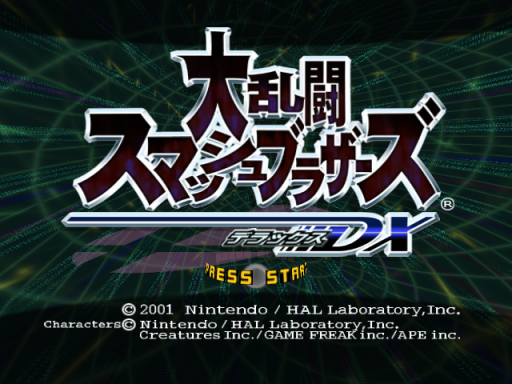 大乱闘
スマッシュブラザーズ®
デラックス DX
PRESS START
© 2001 Nintendo / HAL Laboratory, Inc.
Characters © Nintendo / HAL Laboratory, Inc.
Creatures Inc./GAME FREAK inc./APE inc.